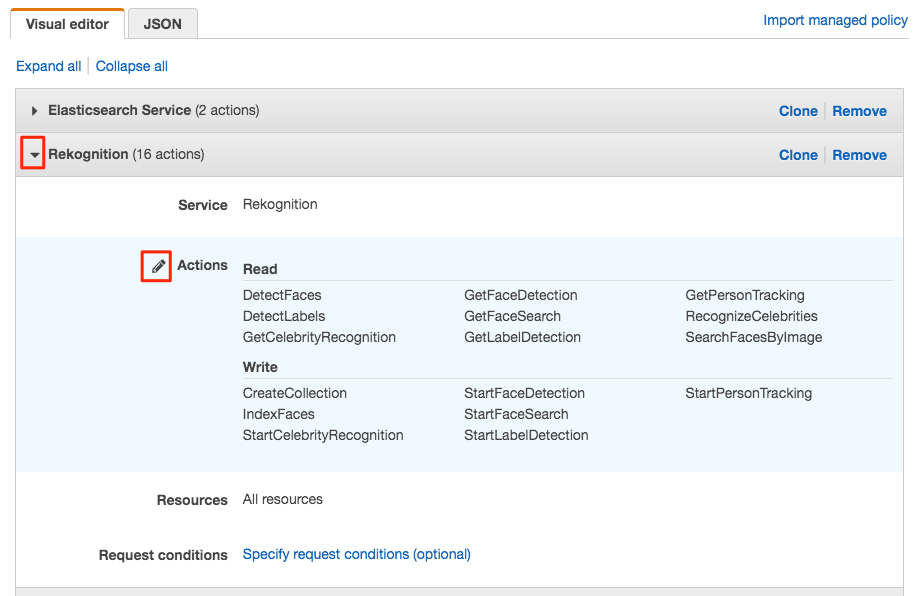 Visual editor JSON Import managed policy
Expand all Collapse all
Elasticsearch Service (2 actions) Clone Remove
Rekognition (16 actions) Clone Remove
Service Rekognition
Actions Read
DetectFaces GetFaceDetection GetPersonTracking
DetectLabels GetFaceSearch RecognizeCelebrities
GetCelebrityRecognition GetLabelDetection SearchFacesByImage
Write
CreateCollection StartFaceDetection StartPersonTracking
IndexFaces StartFaceSearch
StartCelebrityRecognition StartLabelDetection
Resources All resources
Request conditions Specify request conditions (optional)